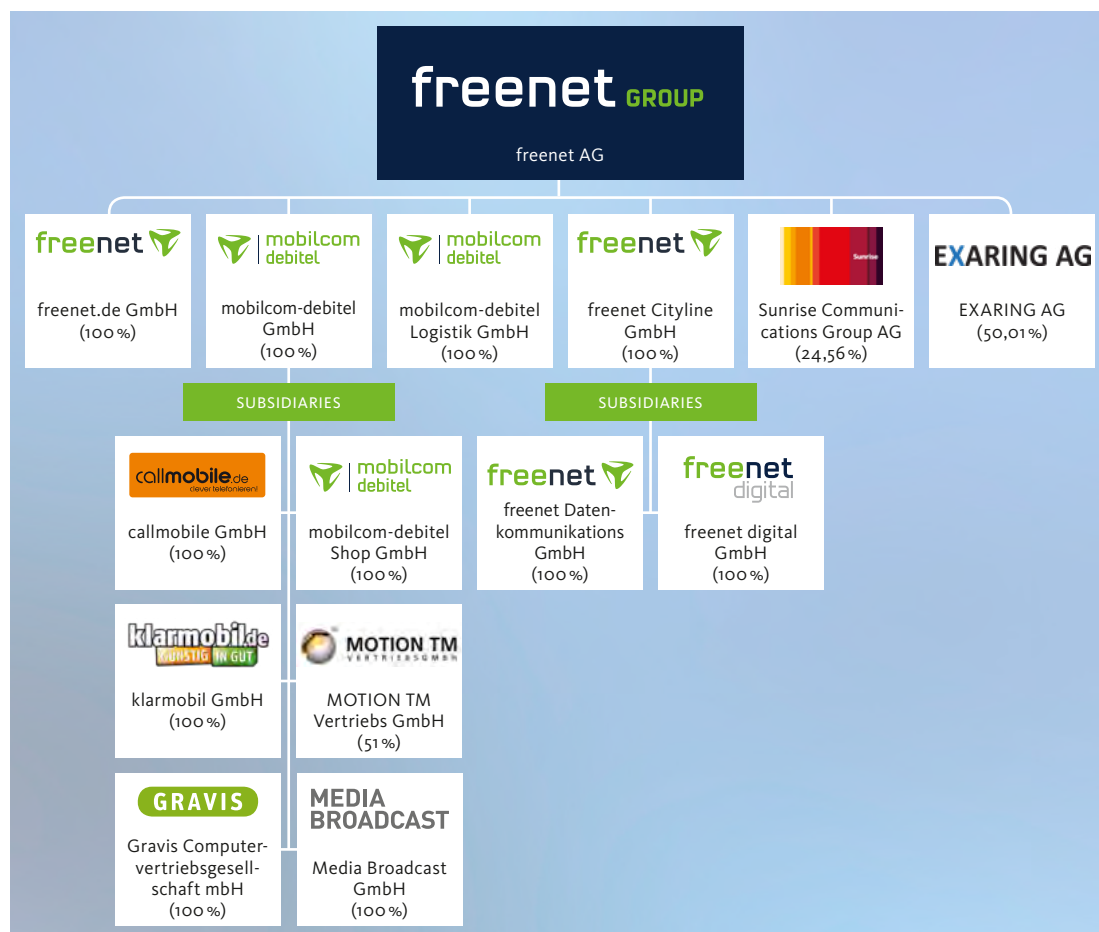 freenet GROUP
freenet AG
freenet
freenet.de GmbH
(100 %)
mobilcom
debitel
mobilcom-debitel
GmbH
(100 %)
mobilcom
debitel
mobilcom-debitel
Logistik GmbH
(100 %)
freenet
freenet Cityline
GmbH
(100 %)
Sunrise
Sunrise Communi-
cations Group AG
(24,56 %)
EXARING AG
EXARING AG
(50,01 %)
SUBSIDIARIES
SUBSIDIARIES
callmobile.de
clever telefonieren!
callmobile GmbH
(100 %)
mobilcom
debitel
mobilcom-debitel
Shop GmbH
(100 %)
freenet
freenet Daten-
kommunikations
GmbH
(100 %)
freenet
digital
freenet digital
GmbH
(100 %)
klarmobil.de
GÜNSTIG IN GUT
klarmobil GmbH
(100 %)
MOTION TM
VERTRIEBSGMBH
MOTION TM
Vertriebs GmbH
(51 %)
GRAVIS
Gravis Computer-
vertriebsgesell-
schaft mbH
(100 %)
MEDIA
BROADCAST
Media Broadcast
GmbH
(100 %)